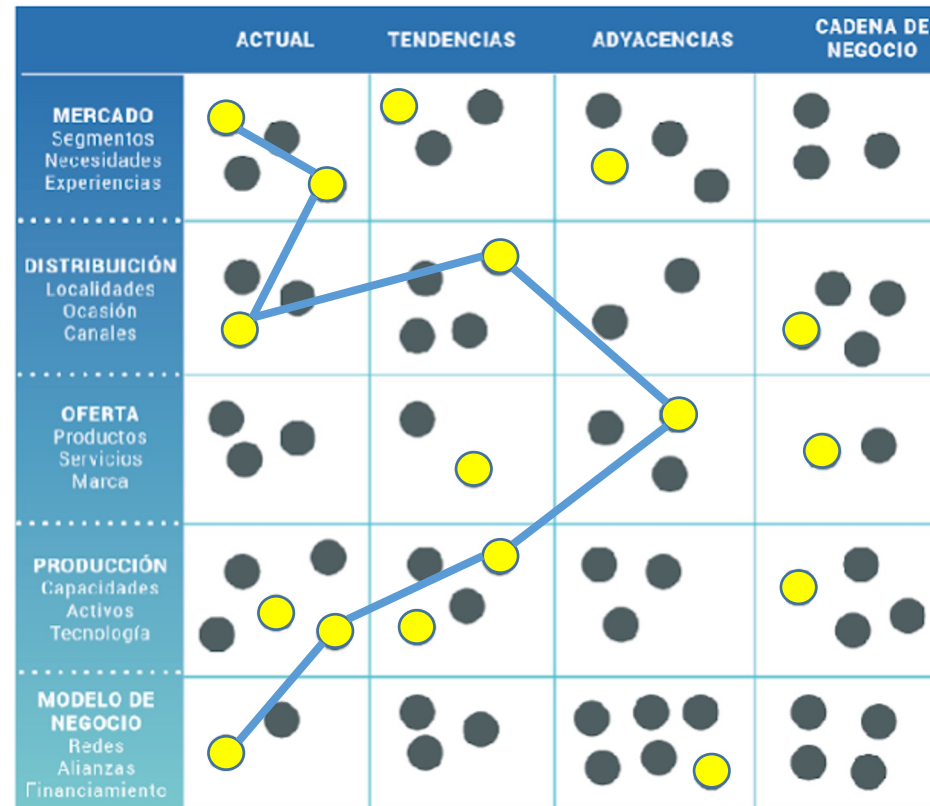 ACTUAL
TENDENCIAS
ADYACENCIAS
CADENA DE
NEGOCIO
MERCADO
Segmentos
Necesidades
Experiencias
DISTRIBUICIÓN
Localidades
Ocasión
Canales
OFERTA
Productos
Servicios
Marca
PRODUCCIÓN
Capacidades
Activos
Tecnología
MODELO DE
NEGOCIO
Redes
Alianzas
Financiamiento